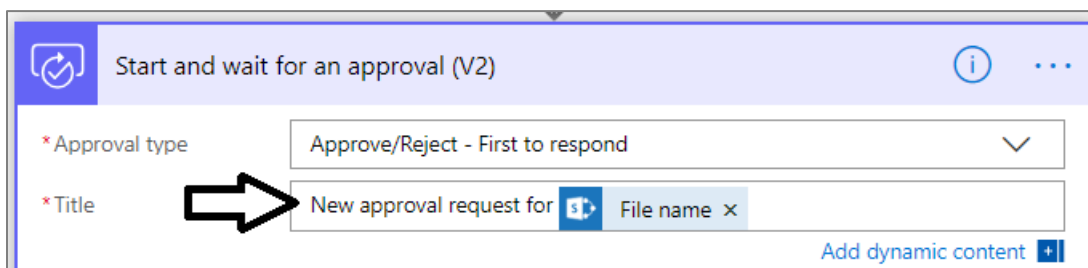 Start and wait for an approval (V2)
* Approval type
Approve/Reject - First to respond
* Title
New approval request for File name ×
Add dynamic content